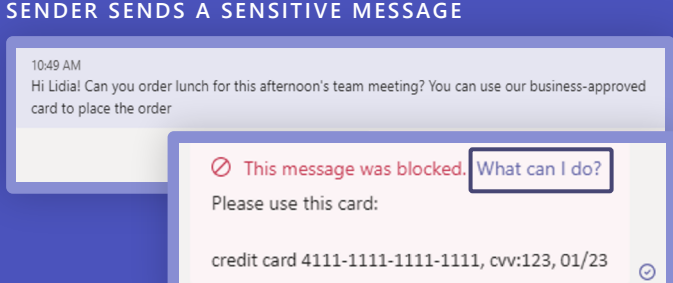 SENDER SENDS A SENSITIVE MESSAGE
10:49 AM
Hi Lidia! Can you order lunch for this afternoon's team meeting? You can use our business-approved
card to place the order
This message was blocked. What can I do?
Please use this card:
credit card 4111-1111-1111-1111, cvv:123, 01/23